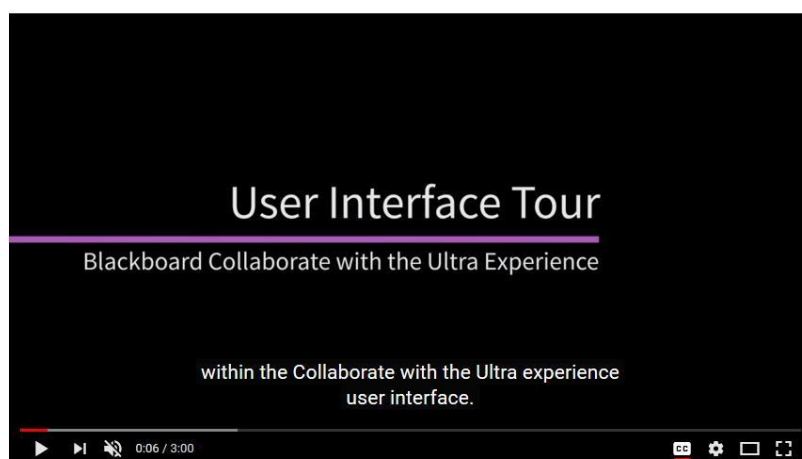 User Interface Tour
Blackboard Collaborate with the Ultra Experience
within the Collaborate with the Ultra experience
user interface.
0:06 / 3:00
CC